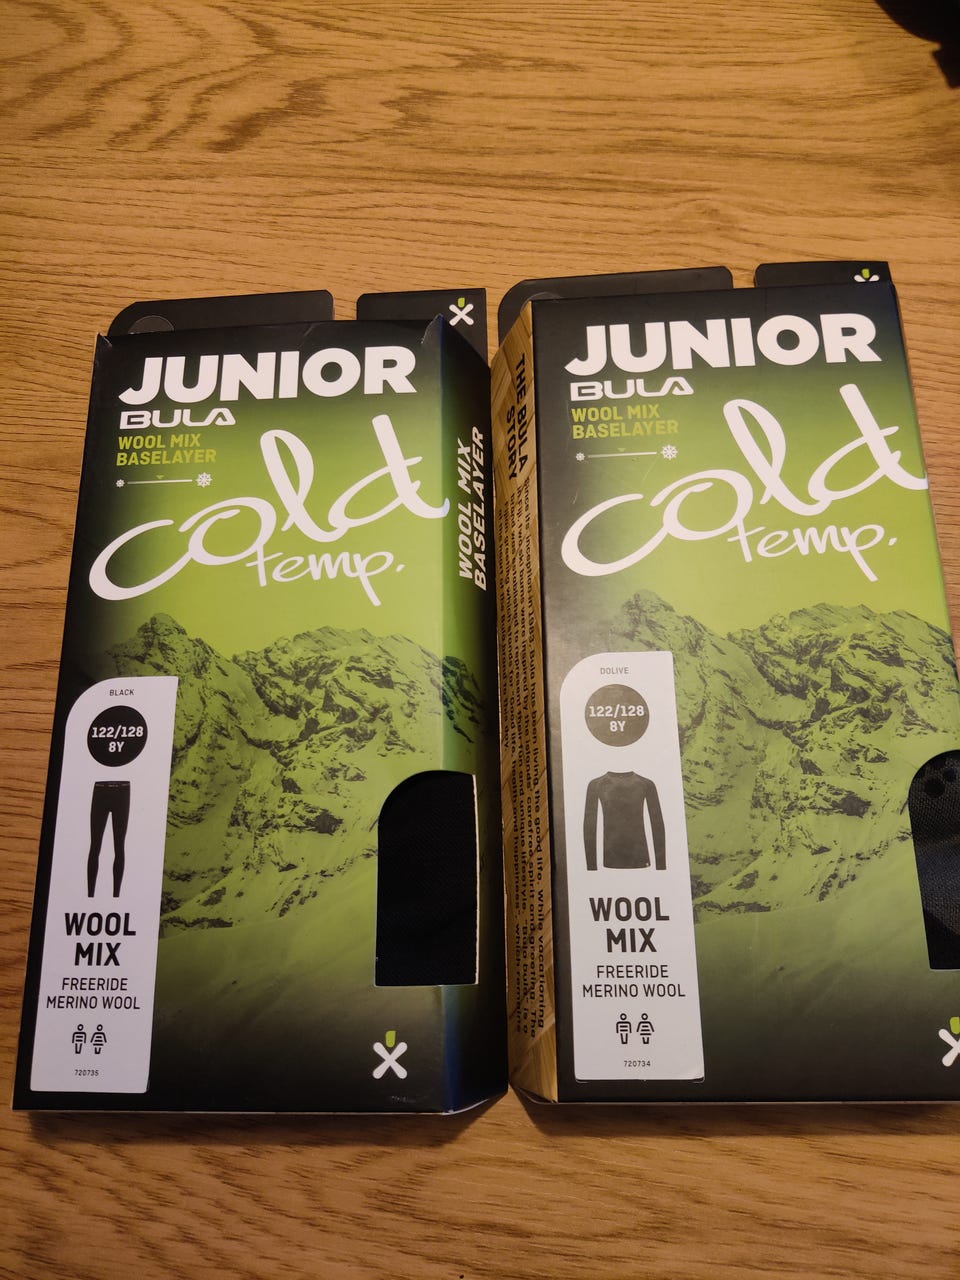 JUNIOR
BULA
WOOL MIX
BASELAYER
cold
temp.
BLACK
122/128
8Y
WOOL
MIX
FREERIDE
MERINO WOOL
720735
WOOL MIX
BASELAYER
THE BULA
STORY
JUNIOR
BULA
WOOL MIX
BASELAYER
cold
temp.
DOLIVE
122/128
8Y
WOOL
MIX
FREERIDE
MERINO WOOL
720734